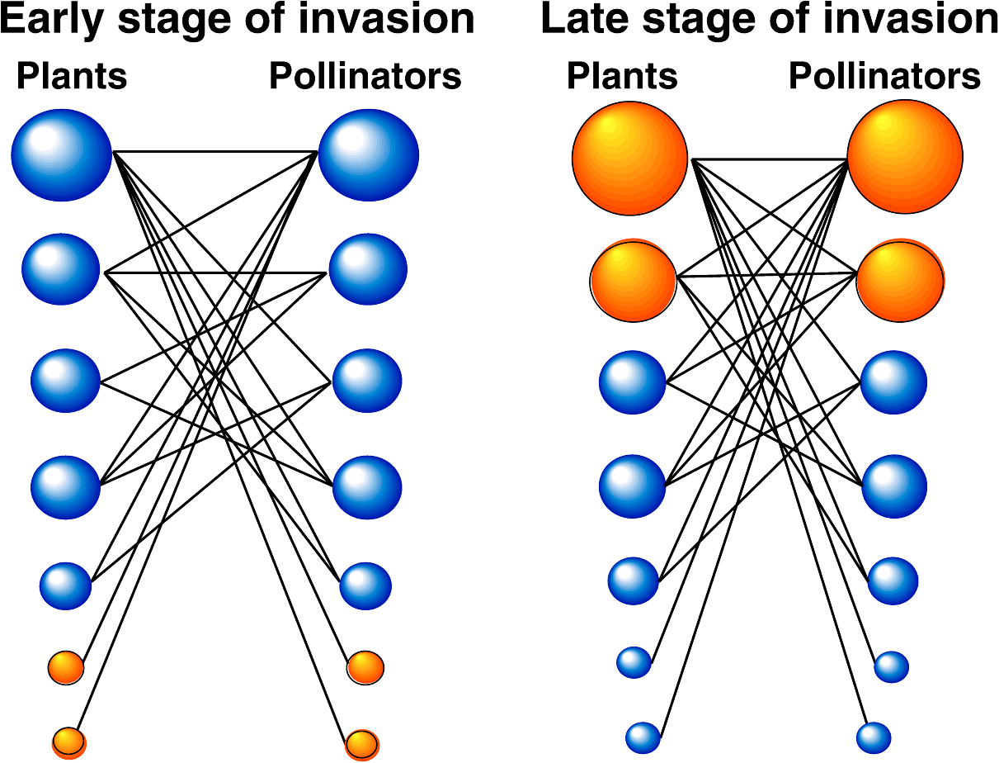 Early stage of invasion
Plants Pollinators
Late stage of invasion
Plants Pollinators